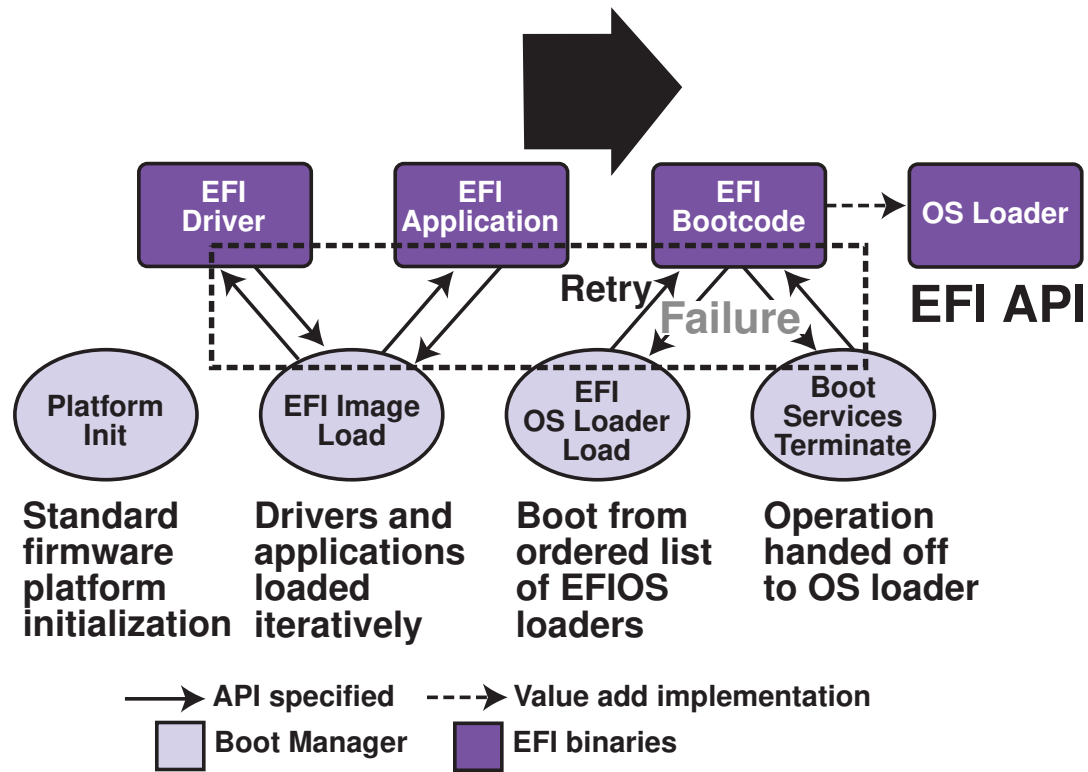 EFI
Driver
EFI
Application
EFI
Bootcode
OS Loader
Retry
Failure
EFI API
Platform
Init
EFI Image
Load
EFI
OS Loader
Load
Boot
Services
Terminate
Standard
firmware
platform
initialization
Drivers and
applications
loaded
iteratively
Boot from
ordered list
of EFIOS
loaders
Operation
handed off
to OS loader
API specified
Value add implementation
Boot Manager
EFI binaries